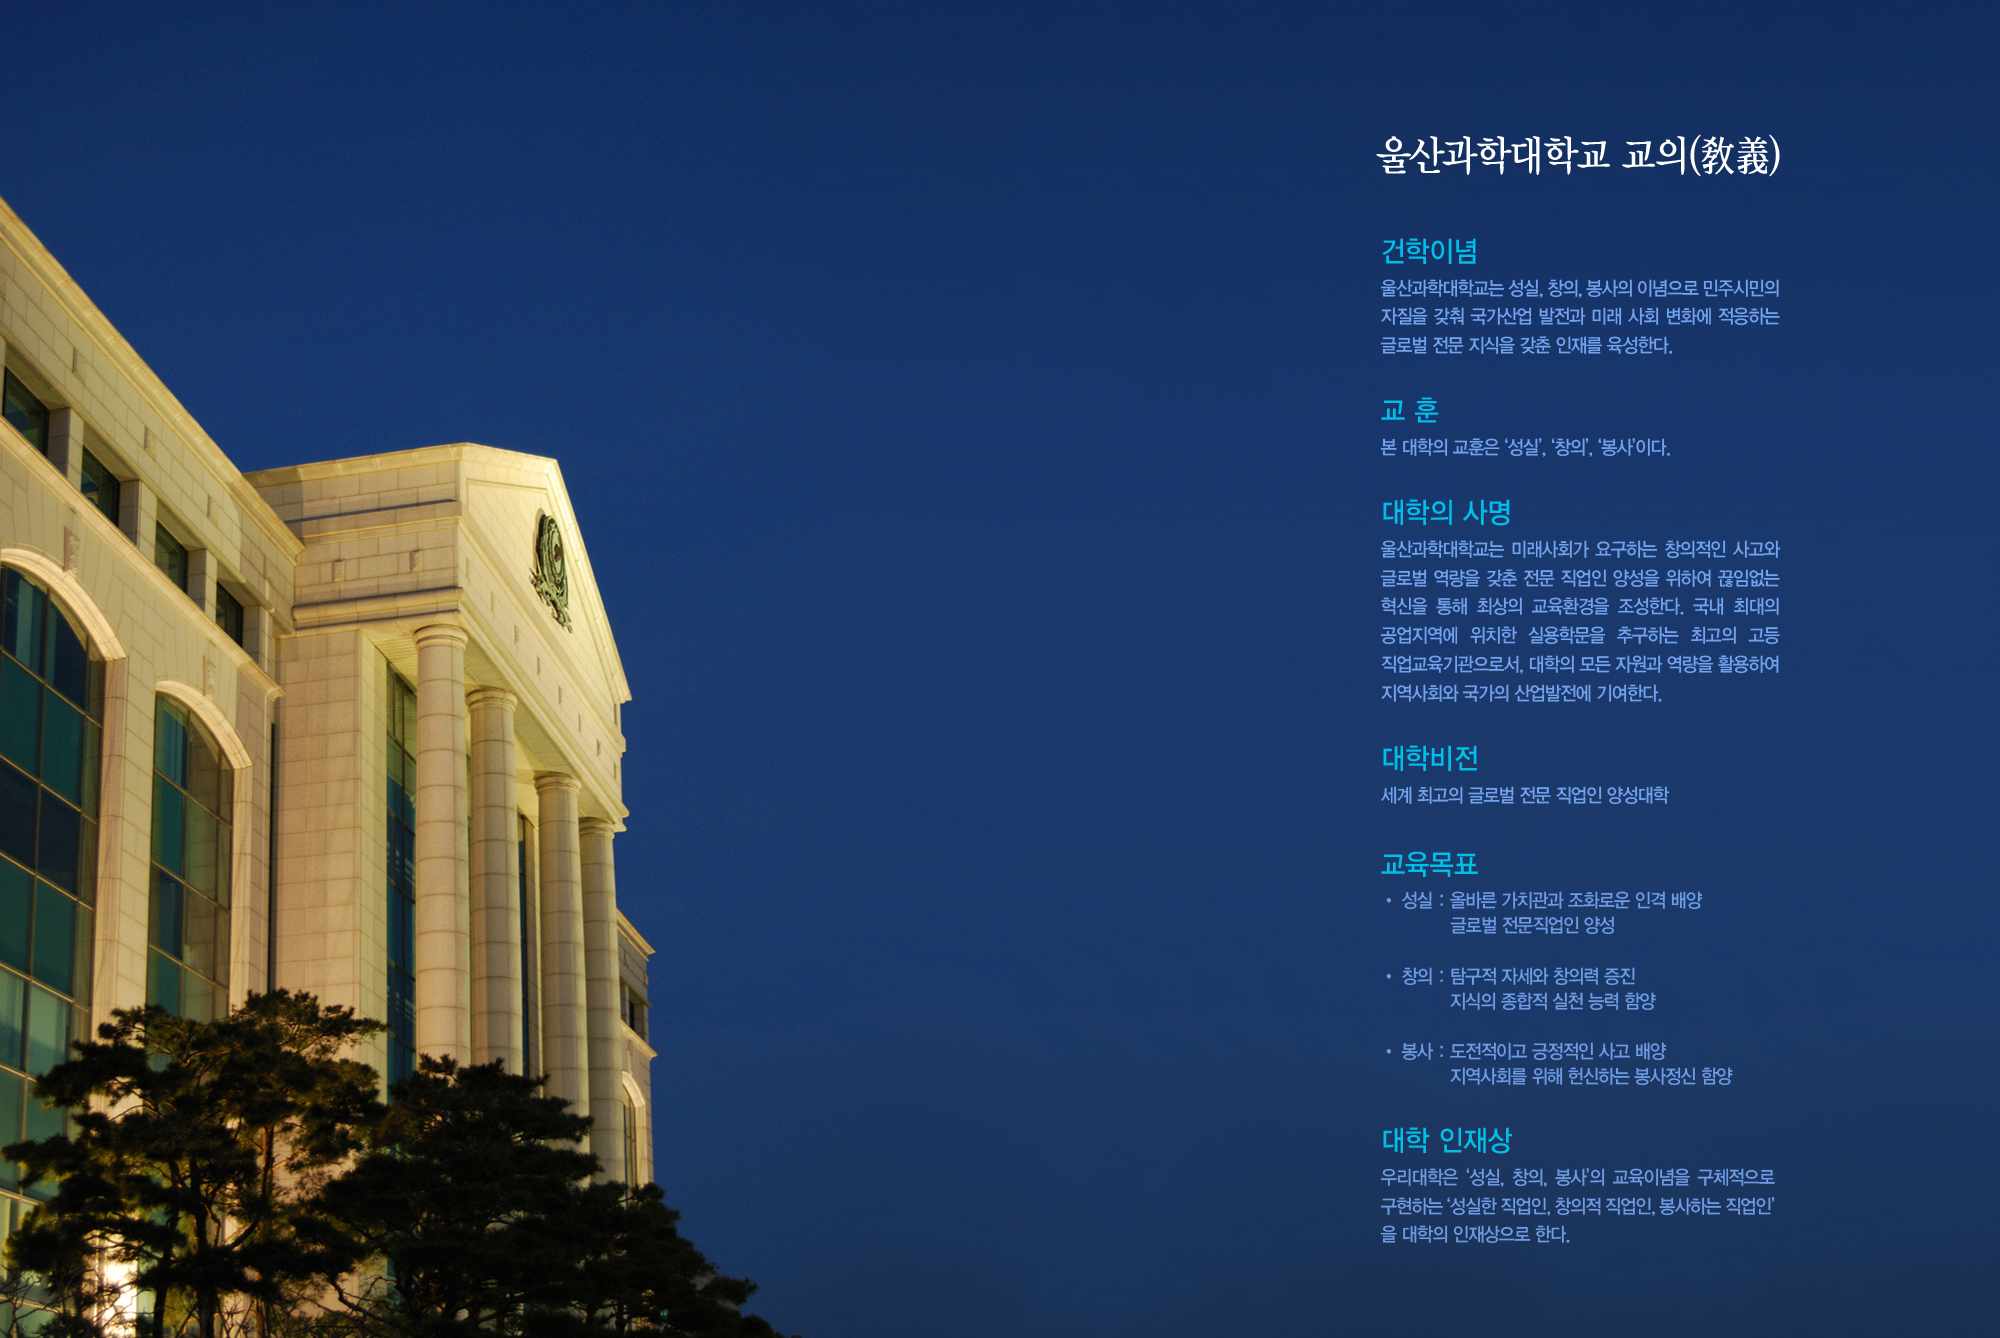 울산과학대학교 교의(敎義)
건학이념
울산과학대학교는 성실, 창의, 봉사의 이념으로 민주시민의
자질을 갖춰 국가산업 발전과 미래 사회 변화에 적응하는
글로벌 전문 지식을 갖춘 인재를 육성한다.
교 훈
본 대학의 교훈은 ‘성실’, ‘창의’, ‘봉사’이다.
대학의 사명
울산과학대학교는 미래사회가 요구하는 창의적인 사고와
글로벌 역량을 갖춘 전문 직업인 양성을 위하여 끊임없는
혁신을 통해 최상의 교육환경을 조성한다. 국내 최대의
공업지역에 위치한 실용학문을 추구하는 최고의 고등
직업교육기관으로서, 대학의 모든 자원과 역량을 활용하여
지역사회와 국가의 산업발전에 기여한다.
대학비전
세계 최고의 글로벌 전문 직업인 양성대학
교육목표
• 성실 : 올바른 가치관과 조화로운 인격 배양
글로벌 전문직업인 양성
• 창의 : 탐구적 자세와 창의력 증진
지식의 종합적 실천 능력 함양
• 봉사 : 도전적이고 긍정적인 사고 배양
지역사회를 위해 헌신하는 봉사정신 함양
대학 인재상
우리대학은 ‘성실, 창의, 봉사’의 교육이념을 구체적으로
구현하는 ‘성실한 직업인, 창의적 직업인, 봉사하는 직업인’
을 대학의 인재상으로 한다.